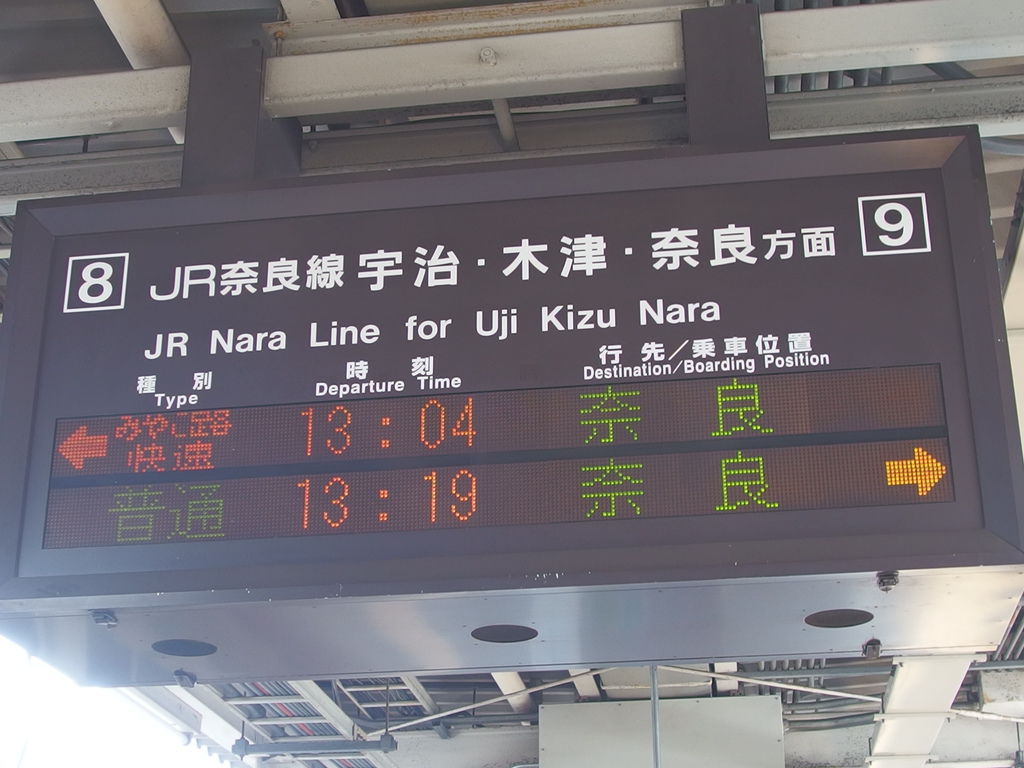 8 JR奈良線 宇治・木津・奈良方面 9
JR Nara Line for Uji Kizu Nara
種別 時刻 行先/乗車位置
Type Departure Time Destination/Boarding Position
みやこ路快速 13:04 奈良
普通 13:19 奈良